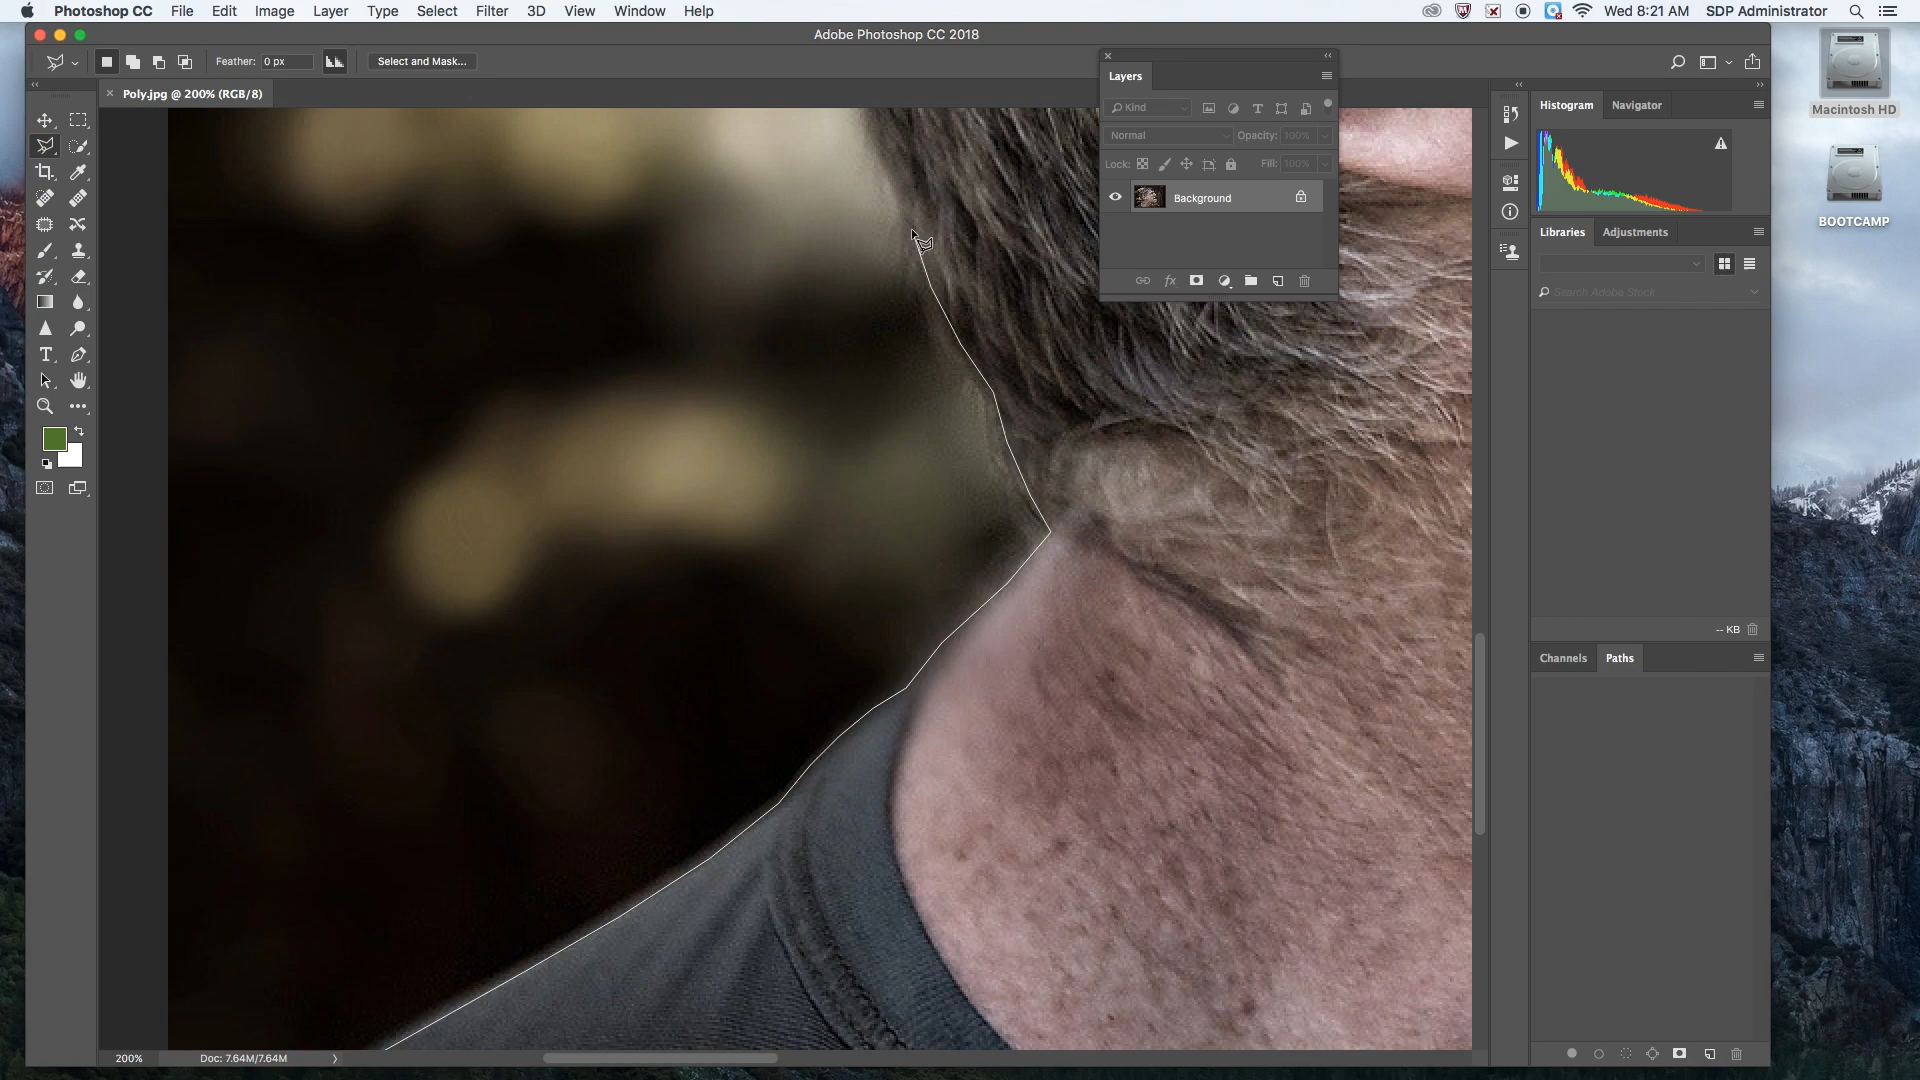 Photoshop CC File Edit Image Layer Type Select Filter 3D View Window Help Wed 8:21 AM SDP Administrator
Adobe Photoshop CC 2018
Feather: 0 px Select and Mask...
Poly.jpg @ 200% (RGB/8)
Layers
Kind
Normal Opacity: 100%
Lock: Fill: 100%
Background
fx
Histogram Navigator
Libraries Adjustments
Search Adobe Stock
-- KB
Channels Paths
Macintosh HD
BOOTCAMP
200% Doc: 7.64M/7.64M